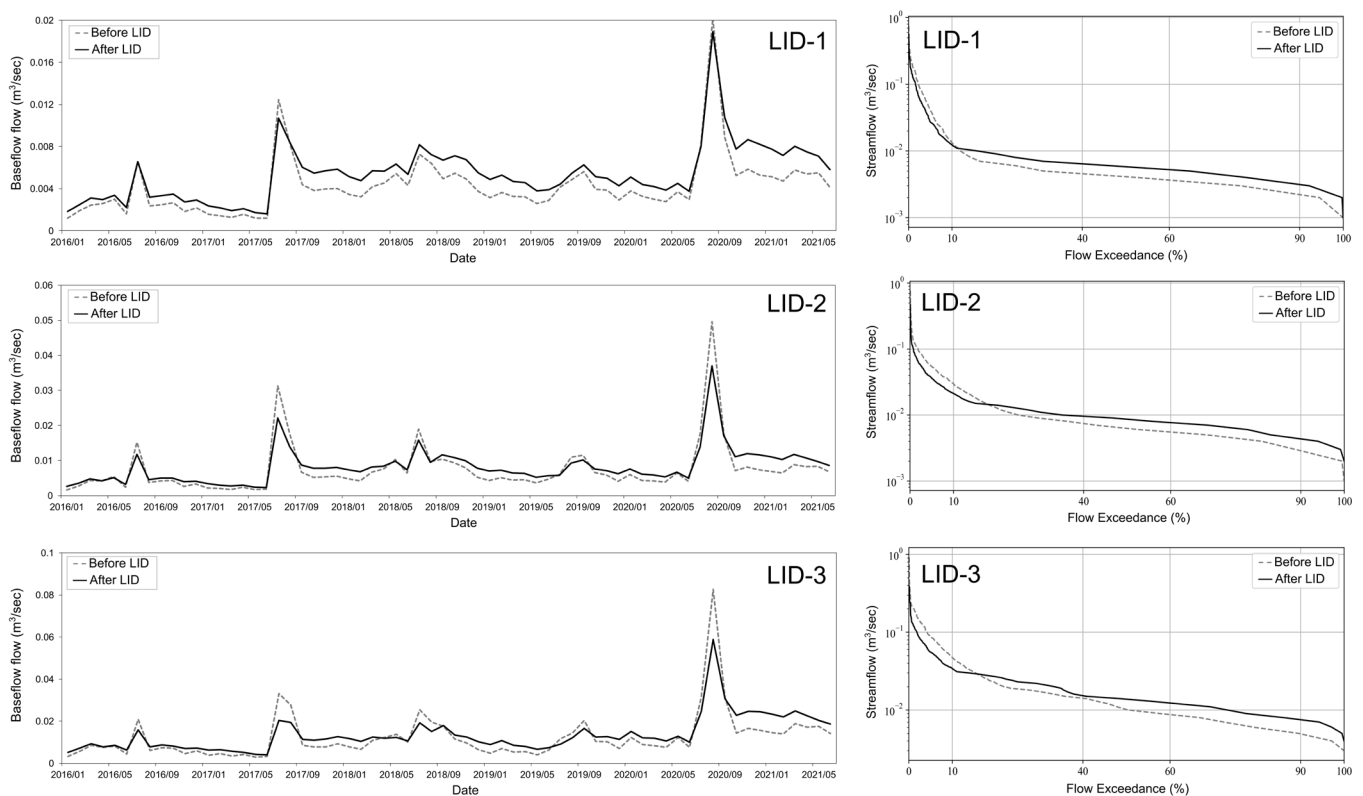 0.02
0.016
0.012
0.008
0.004
0
Baseflow flow (m³/sec)
Before LID
After LID
LID-1
2016/01 2016/05 2016/09 2017/01 2017/05 2017/09 2018/01 2018/05 2018/09 2019/01 2019/05 2019/09 2020/01 2020/05 2020/09 2021/01 2021/05
Date
10⁰
10⁻¹
10⁻²
10⁻³
Streamflow (m³/sec)
LID-1
Before LID
After LID
0 10 40 60 90 100
Flow Exceedance (%)
0.06
0.05
0.04
0.03
0.02
0.01
0
Baseflow flow (m³/sec)
Before LID
After LID
LID-2
2016/01 2016/05 2016/09 2017/01 2017/05 2017/09 2018/01 2018/05 2018/09 2019/01 2019/05 2019/09 2020/01 2020/05 2020/09 2021/01 2021/05
Date
10⁰
10⁻¹
10⁻²
10⁻³
Streamflow (m³/sec)
LID-2
Before LID
After LID
0 10 40 60 90 100
Flow Exceedance (%)
0.1
0.08
0.06
0.04
0.02
0
Baseflow flow (m³/sec)
Before LID
After LID
LID-3
2016/01 2016/05 2016/09 2017/01 2017/05 2017/09 2018/01 2018/05 2018/09 2019/01 2019/05 2019/09 2020/01 2020/05 2020/09 2021/01 2021/05
Date
10⁰
10⁻¹
10⁻²
Streamflow (m³/sec)
LID-3
Before LID
After LID
0 10 40 60 90 100
Flow Exceedance (%)